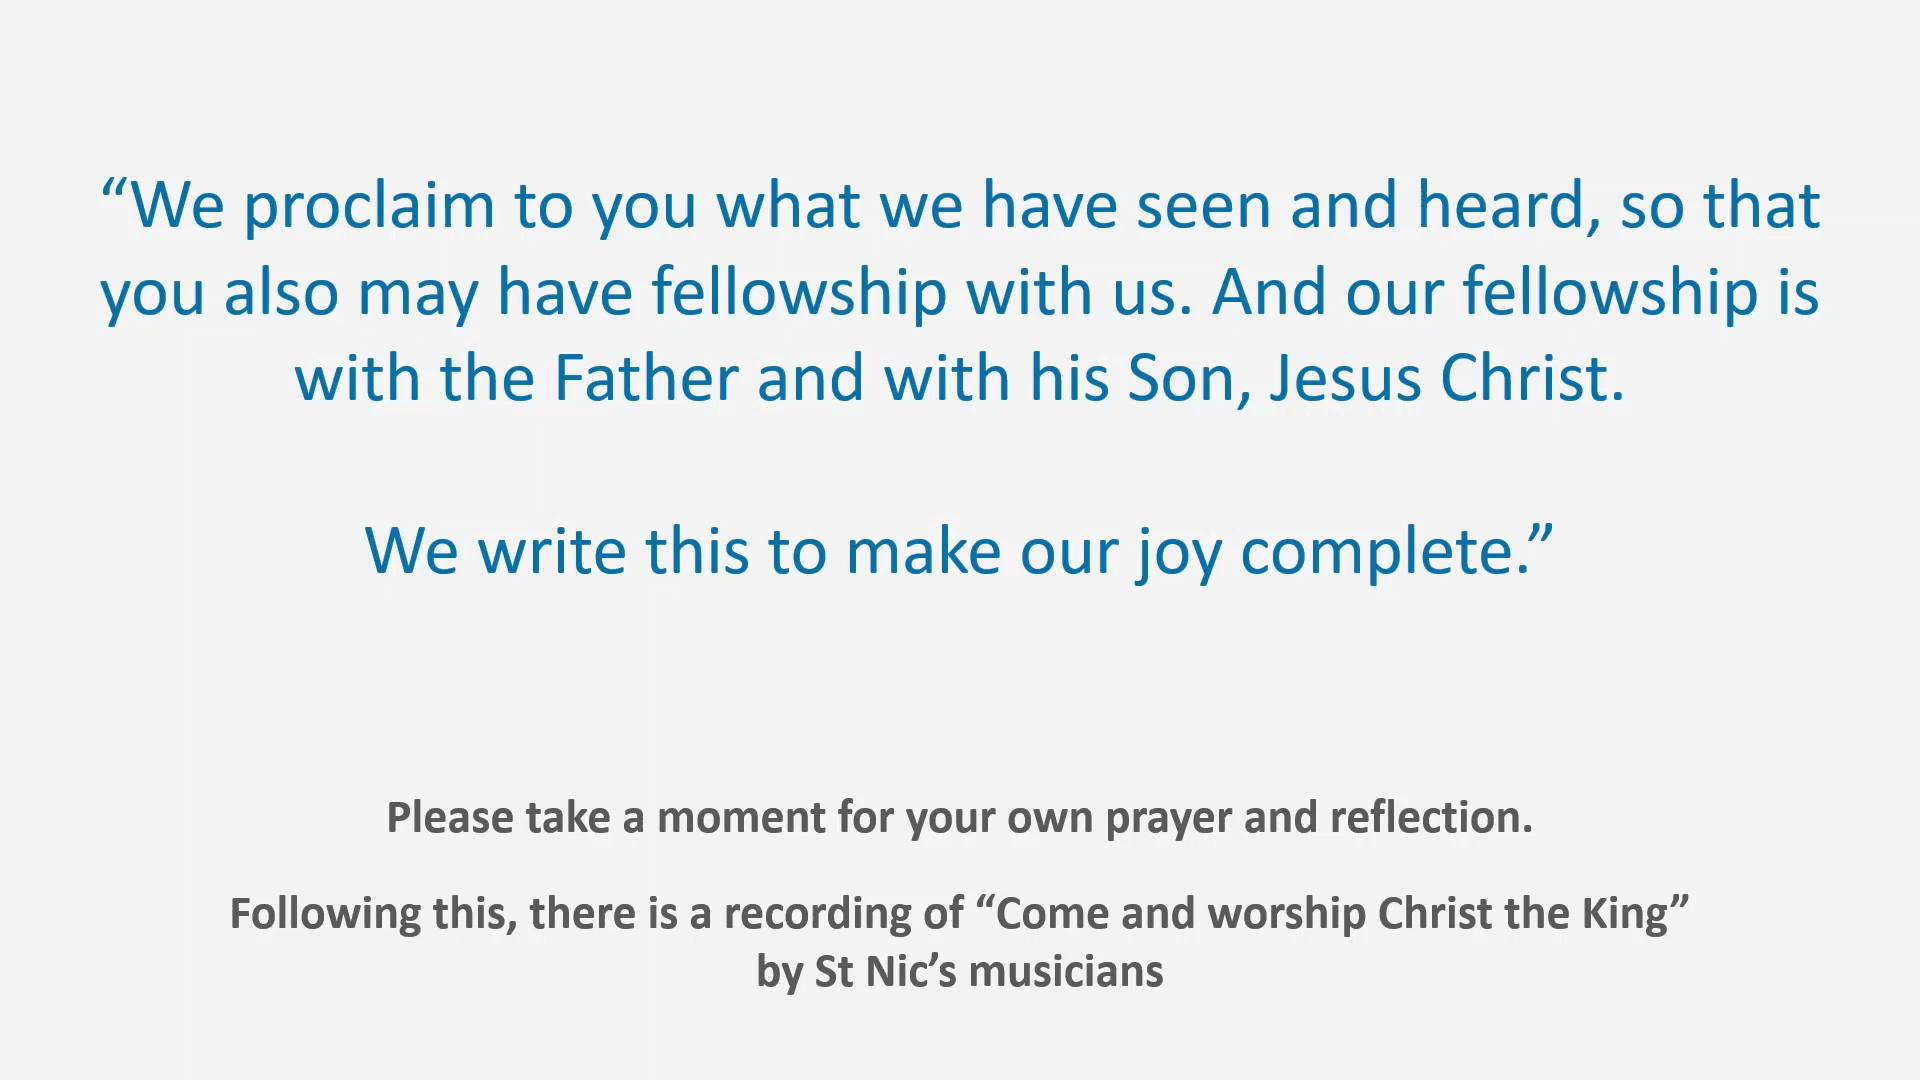 “We proclaim to you what we have seen and heard, so that
you also may have fellowship with us. And our fellowship is
with the Father and with his Son, Jesus Christ.
We write this to make our joy complete.”
Please take a moment for your own prayer and reflection.
Following this, there is a recording of “Come and worship Christ the King”
by St Nic’s musicians